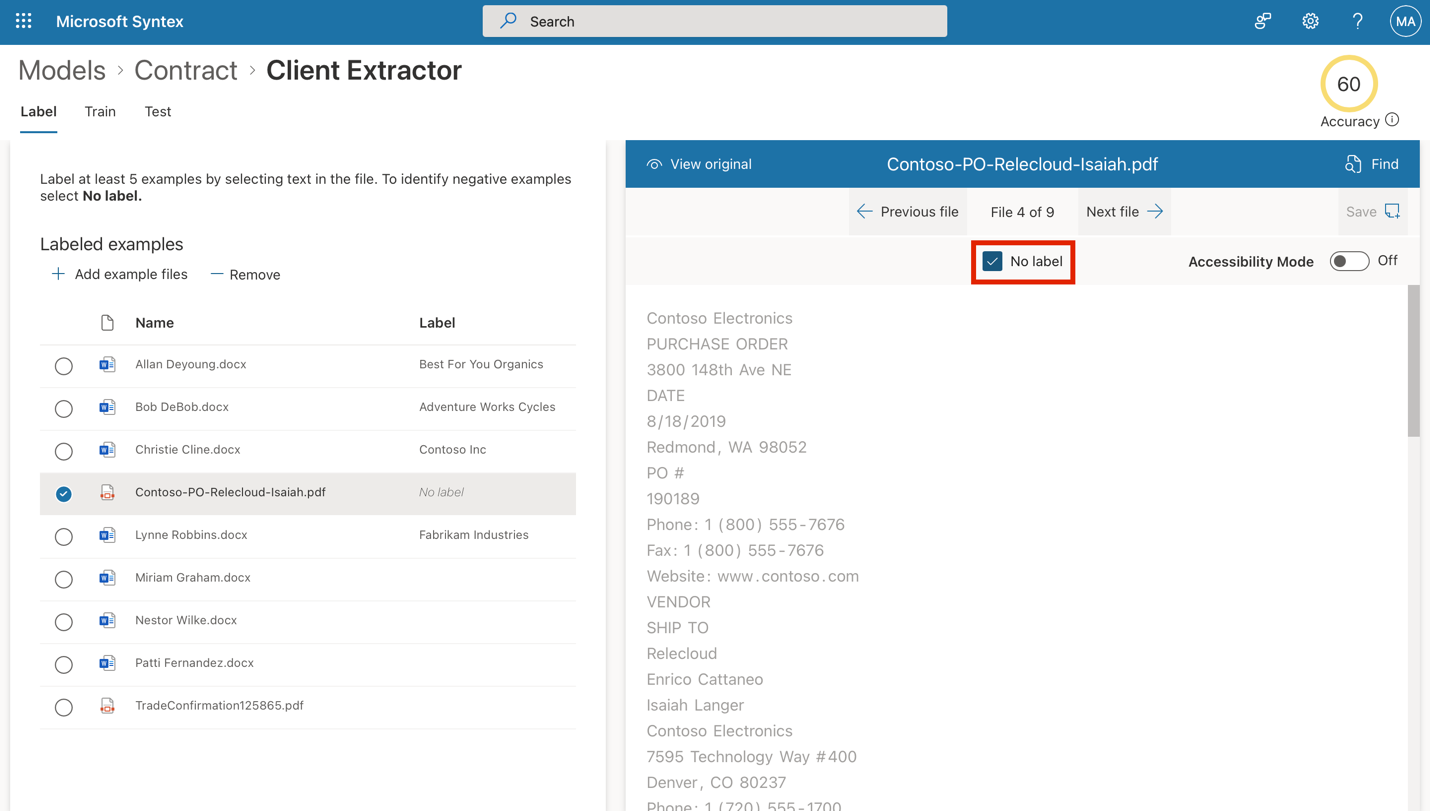 Microsoft Syntex
Search
MA
Models > Contract > Client Extractor
60
Accuracy
Label Train Test
Label at least 5 examples by selecting text in the file. To identify negative examples
select No label.
Labeled examples
+ Add example files — Remove
Name Label
Allan Deyoung.docx Best For You Organics
Bob DeBob.docx Adventure Works Cycles
Christie Cline.docx Contoso Inc
Contoso-PO-Relecloud-Isaiah.pdf No label
Lynne Robbins.docx Fabrikam Industries
Miriam Graham.docx
Nestor Wilke.docx
Patti Fernandez.docx
TradeConfirmation125865.pdf
View original Contoso-PO-Relecloud-Isaiah.pdf Find
Previous file File 4 of 9 Next file Save
No label Accessibility Mode Off
Contoso Electronics
PURCHASE ORDER
3800 148th Ave NE
DATE
8/18/2019
Redmond, WA 98052
PO #
190189
Phone: 1 (800) 555-7676
Fax: 1 (800) 555-7676
Website: www.contoso.com
VENDOR
SHIP TO
Relecloud
Enrico Cattaneo
Isaiah Langer
Contoso Electronics
7595 Technology Way #400
Denver, CO 80237
Phone: 1 (720) 555-1700